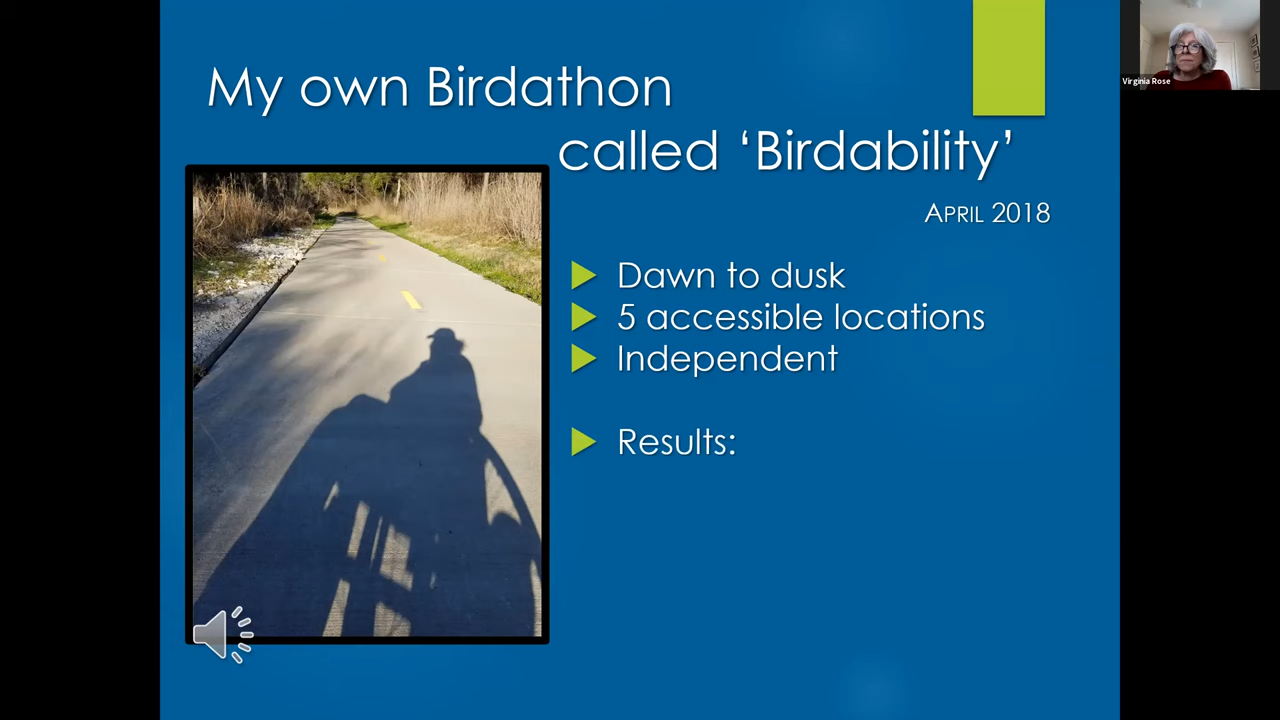 My own Birdathon
called ‘Birdability’
April 2018
Dawn to dusk
5 accessible locations
Independent
Results:
Virginia Rose